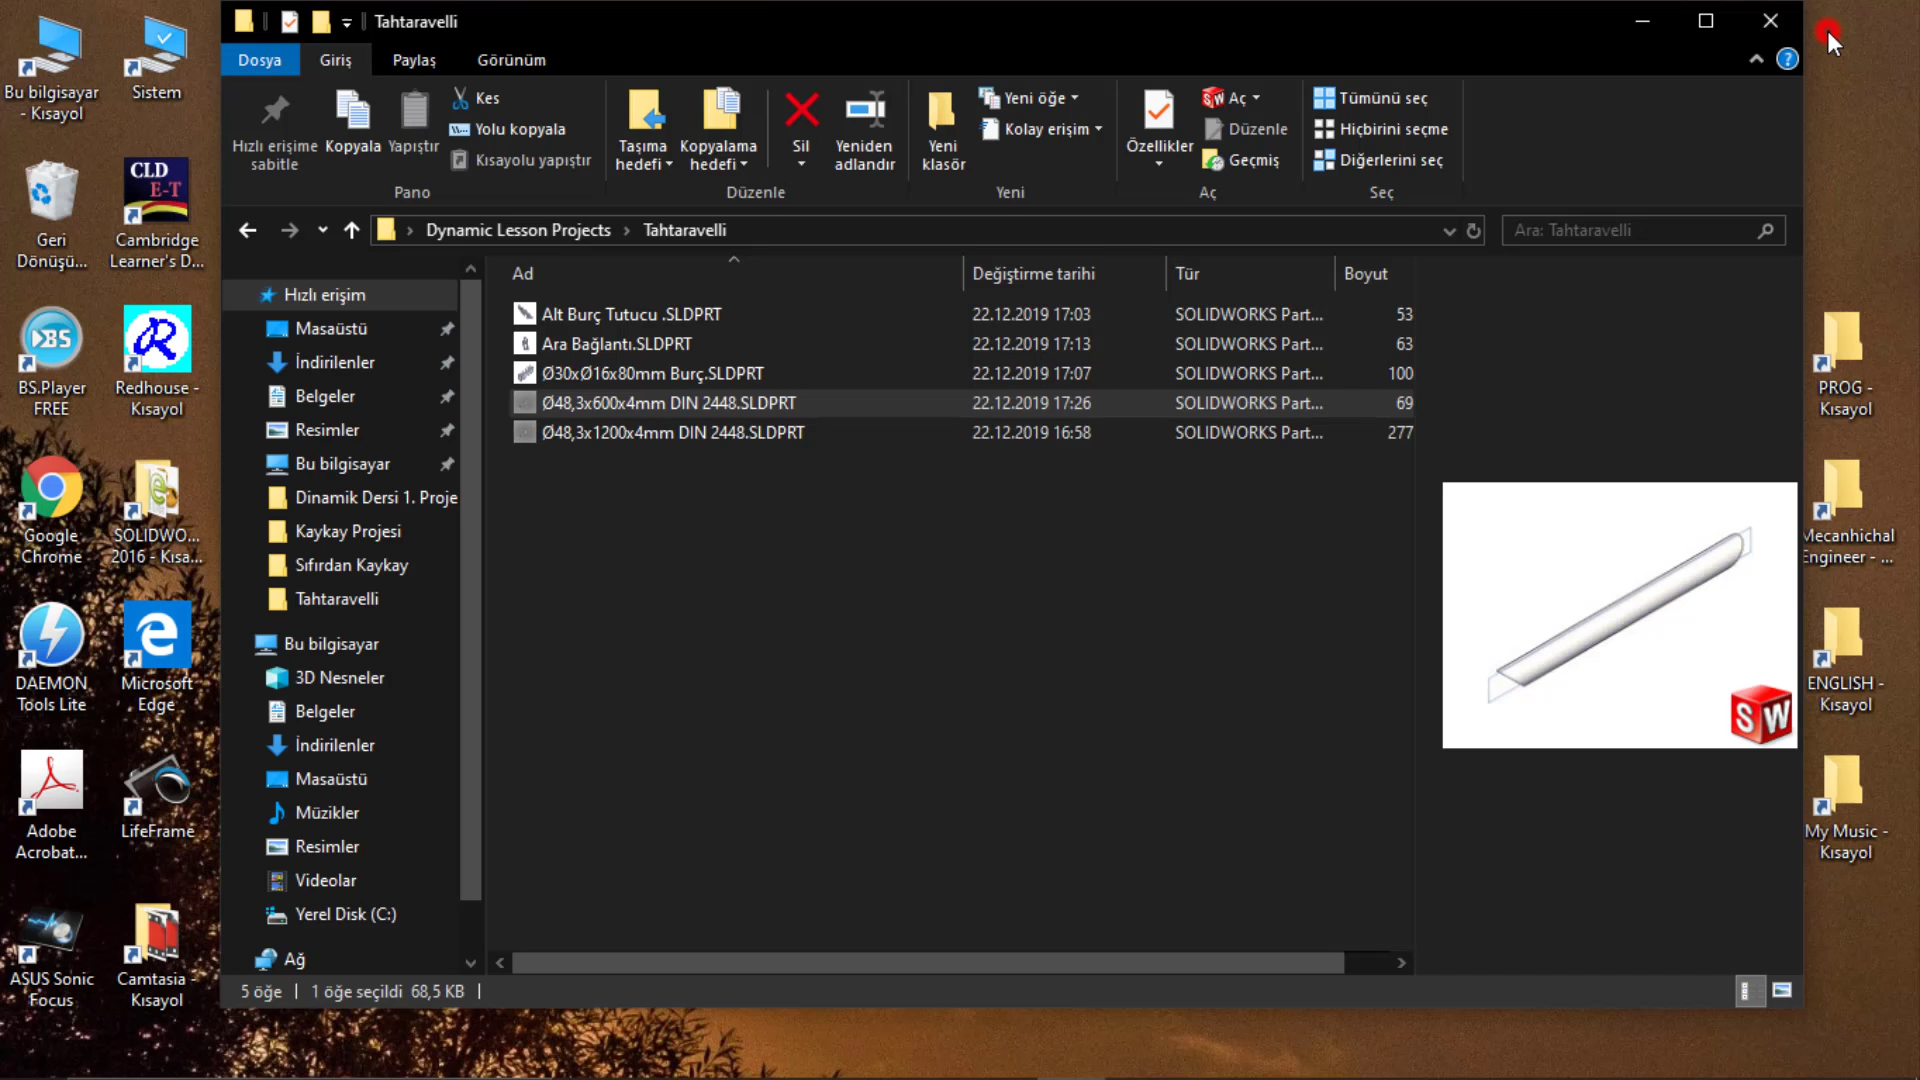 Tahtaravelli
Dosya
Giriş
Paylaş
Görünüm
Hızlı erişime
sabitle
Kopyala
Yapıştır
Kes
Yolu kopyala
Kısayolu yapıştır
Pano
Taşıma
hedefi
Kopyalama
hedefi
Sil
Yeniden
adlandır
Düzenle
Yeni
klasör
Yeni öğe
Kolay erişim
Yeni
Özellikler
Aç
Düzenle
Geçmiş
Aç
Tümünü seç
Hiçbirini seçme
Diğerlerini seç
Seç
Dynamic Lesson Projects
Tahtaravelli
Ara: Tahtaravelli
Hızlı erişim
Masaüstü
İndirilenler
Belgeler
Resimler
Bu bilgisayar
Dinamik Dersi 1. Proje
Kaykay Projesi
Sıfırdan Kaykay
Tahtaravelli
Bu bilgisayar
3D Nesneler
Belgeler
İndirilenler
Masaüstü
Müzikler
Resimler
Videolar
Yerel Disk (C:)
Ağ
Ad Değiştirme tarihi Tür Boyut
Alt Burç Tutucu .SLDPRT 22.12.2019 17:03 SOLIDWORKS Part... 53
Ara Bağlantı.SLDPRT 22.12.2019 17:13 SOLIDWORKS Part... 63
Ø30xØ16x80mm Burç.SLDPRT 22.12.2019 17:07 SOLIDWORKS Part... 100
Ø48,3x600x4mm DIN 2448.SLDPRT 22.12.2019 17:26 SOLIDWORKS Part... 69
Ø48,3x1200x4mm DIN 2448.SLDPRT 22.12.2019 16:58 SOLIDWORKS Part... 277
SW
5 öğe
1 öğe seçildi 68,5 KB
Bu bilgisayar
- Kısayol
Sistem
Geri
Dönüşü...
CLD
E-T
Cambridge
Learner's D...
BS
BS.Player
FREE
R
Redhouse -
Kısayol
Google
Chrome
SOLIDWO...
2016 - Kısa...
DAEMON
Tools Lite
Microsoft
Edge
Adobe
Acrobat...
LifeFrame
ASUS Sonic
Focus
Camtasia -
Kısayol
PROG -
Kısayol
Mecanhichal
Engineer - ...
ENGLISH -
Kısayol
My Music -
Kısayol